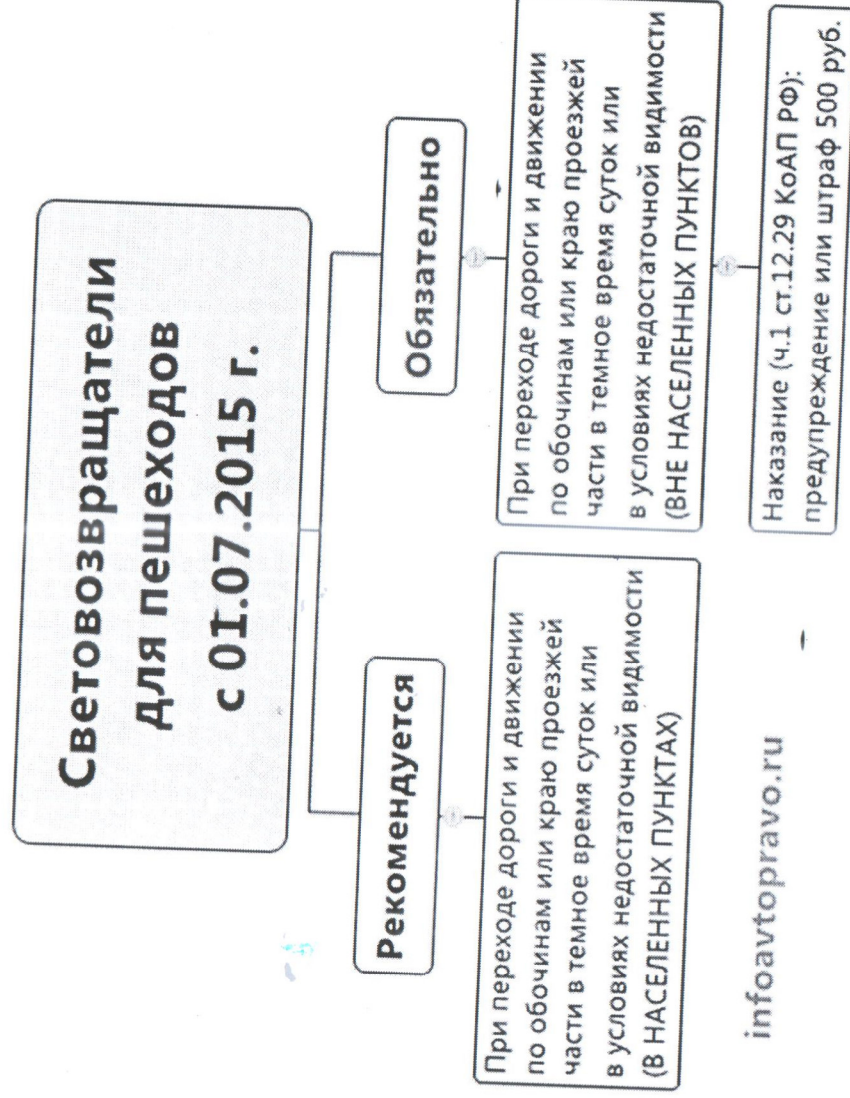 Световозвращатели
для пешеходов
с 01.07.2015 г.
Рекомендуется
При переходе дороги и движении
по обочинам или краю проезжей
части в темное время суток или
в условиях недостаточной видимости
(В НАСЕЛЕННЫХ ПУНКТАХ)
Обязательно
При переходе дороги и движении
по обочинам или краю проезжей
части в темное время суток или
в условиях недостаточной видимости
(ВНЕ НАСЕЛЕННЫХ ПУНКТОВ)
Наказание (ч.1 ст.12.29 КоАП РФ):
предупреждение или штраф 500 руб.
infoavtopravo.ru